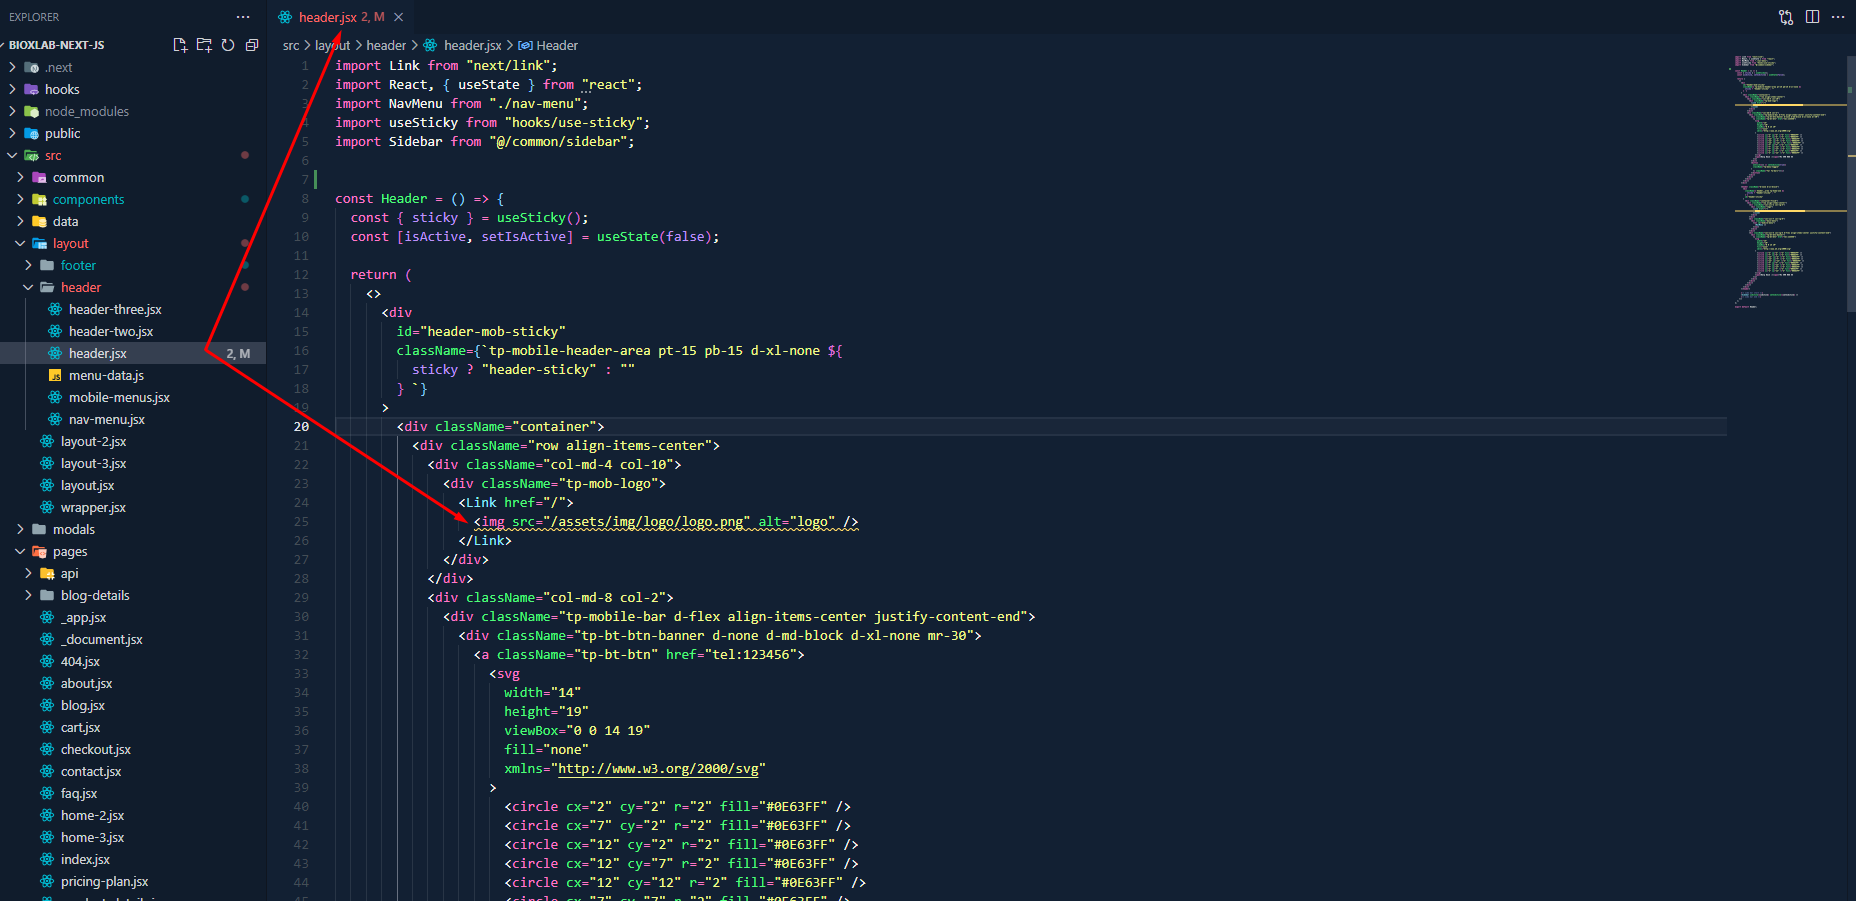 EXPLORER
BIOXLAB-NEXT-JS
.next
hooks
node_modules
public
src
common
components
data
layout
footer
header
header-three.jsx
header-two.jsx
header.jsx 2, M
menu-data.js
mobile-menus.jsx
nav-menu.jsx
layout-2.jsx
layout-3.jsx
layout.jsx
wrapper.jsx
modals
pages
api
blog-details
_app.jsx
_document.jsx
404.jsx
about.jsx
blog.jsx
cart.jsx
checkout.jsx
contact.jsx
faq.jsx
home-2.jsx
home-3.jsx
index.jsx
pricing-plan.jsx
header.jsx 2, M
src > layout > header > header.jsx > Header
1 import Link from "next/link";
2 import React, { useState } from "react";
3 import NavMenu from "./nav-menu";
4 import useSticky from "hooks/use-sticky";
5 import Sidebar from "@/common/sidebar";
6
7
8 const Header = () => {
9 const { sticky } = useSticky();
10 const [isActive, setIsActive] = useState(false);
11
12 return (
13 <>
14 <div
15 id="header-mob-sticky"
16 className={`tp-mobile-header-area pt-15 pb-15 d-xl-none ${
17 sticky ? "header-sticky" : ""
18 } `}
19 >
20 <div className="container">
21 <div className="row align-items-center">
22 <div className="col-md-4 col-10">
23 <div className="tp-mob-logo">
24 <Link href="/">
25 <img src="/assets/img/logo/logo.png" alt="logo" />
26 </Link>
27 </div>
28 </div>
29 <div className="col-md-8 col-2">
30 <div className="tp-mobile-bar d-flex align-items-center justify-content-end">
31 <div className="tp-bt-btn-banner d-none d-md-block d-xl-none mr-30">
32 <a className="tp-bt-btn" href="tel:123456">
33 <svg
34 width="14"
35 height="19"
36 viewBox="0 0 14 19"
37 fill="none"
38 xmlns="http://www.w3.org/2000/svg"
39 >
40 <circle cx="2" cy="2" r="2" fill="#0E63FF" />
41 <circle cx="7" cy="2" r="2" fill="#0E63FF" />
42 <circle cx="12" cy="2" r="2" fill="#0E63FF" />
43 <circle cx="12" cy="7" r="2" fill="#0E63FF" />
44 <circle cx="12" cy="12" r="2" fill="#0E63FF" />